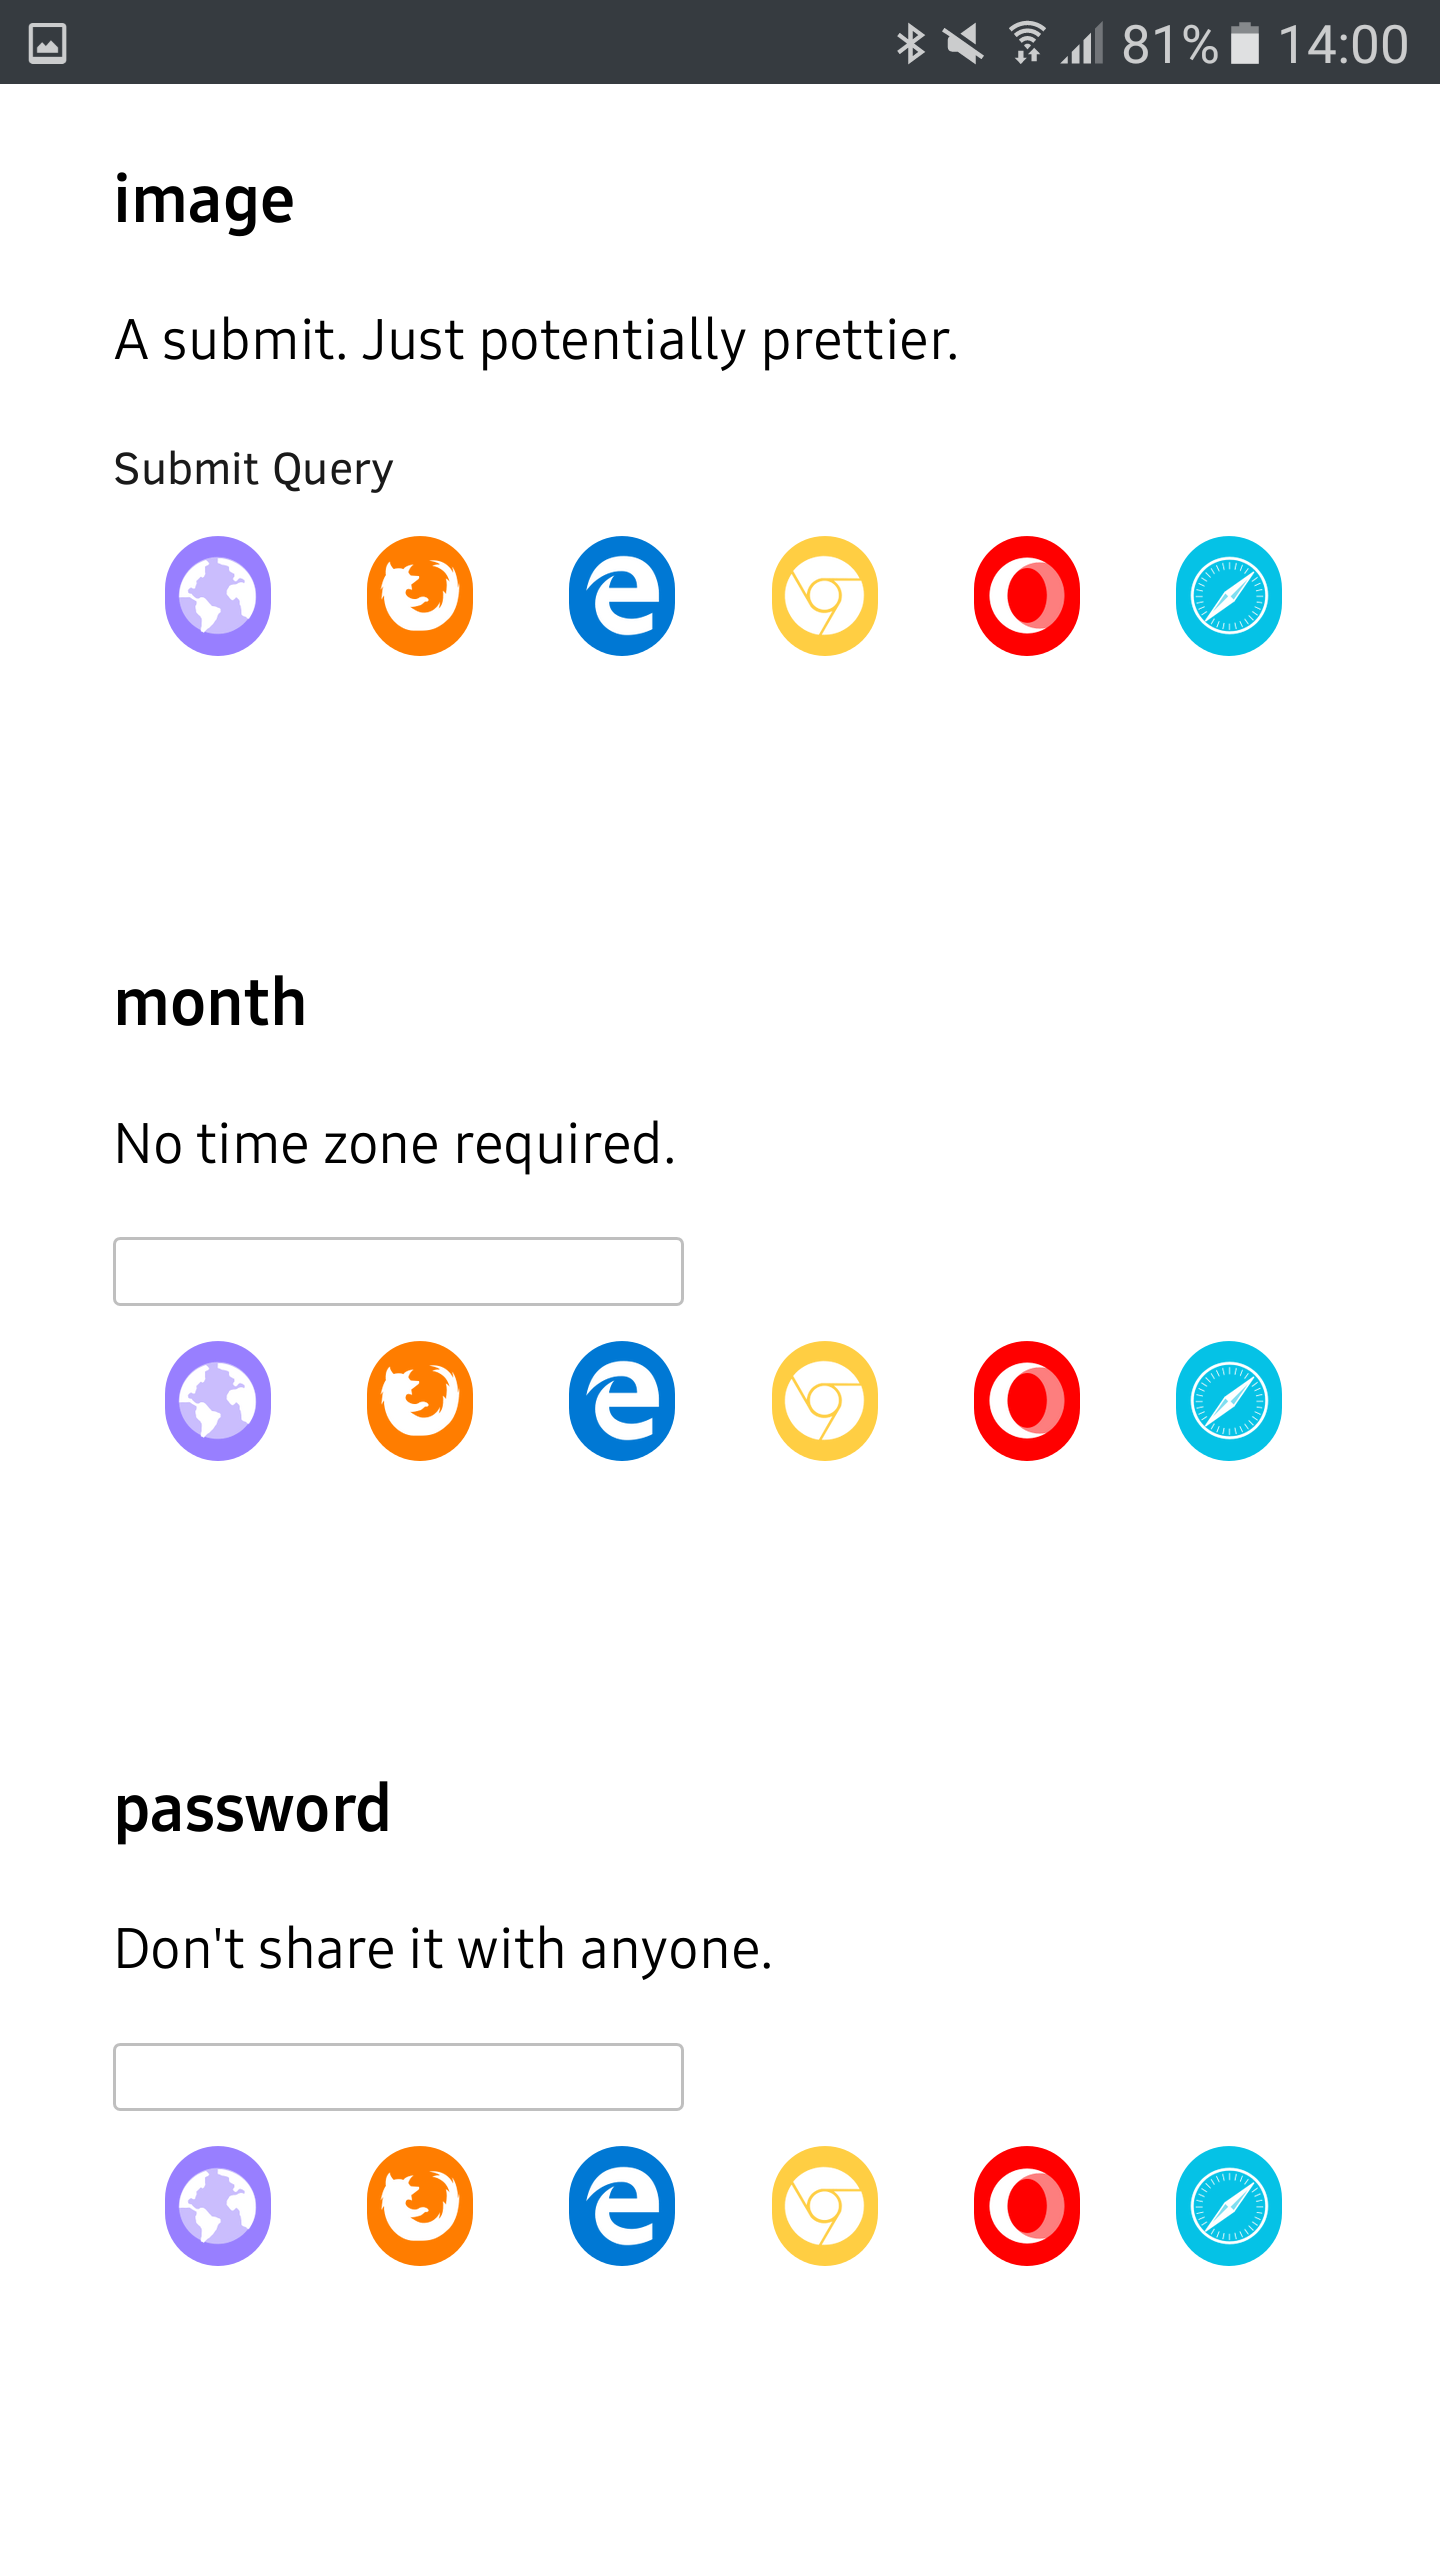 81% 14:00
image
A submit. Just potentially prettier.
Submit Query
month
No time zone required.
password
Don't share it with anyone.